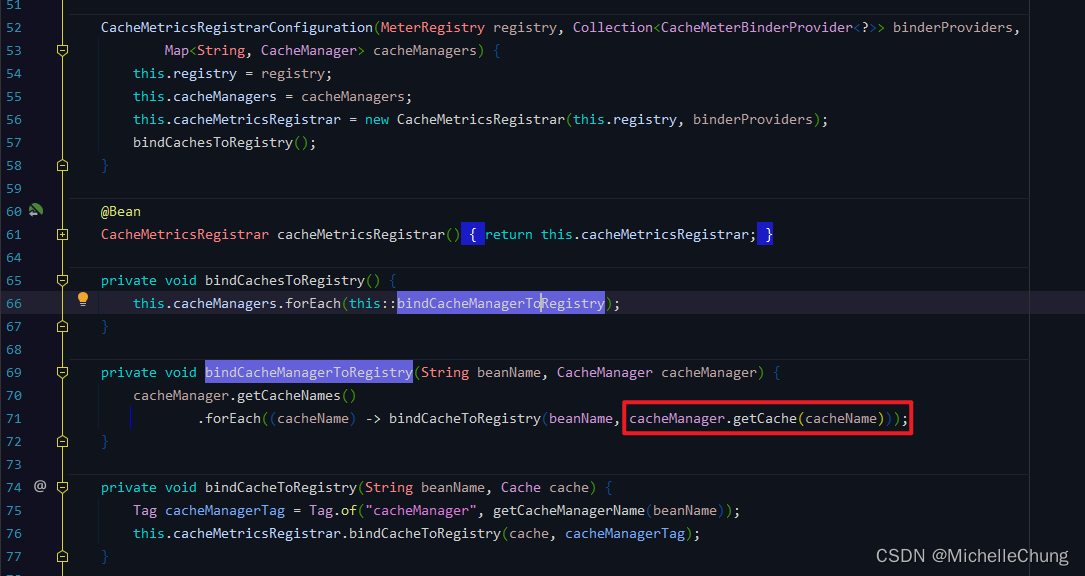 51
52 CacheMetricsRegistrarConfiguration(MeterRegistry registry, Collection<CacheMeterBinderProvider<?>> binderProviders,
53 Map<String, CacheManager> cacheManagers) {
54 this.registry = registry;
55 this.cacheManagers = cacheManagers;
56 this.cacheMetricsRegistrar = new CacheMetricsRegistrar(this.registry, binderProviders);
57 bindCachesToRegistry();
58 }
59
60 @Bean
61 CacheMetricsRegistrar cacheMetricsRegistrar() { return this.cacheMetricsRegistrar; }
64
65 private void bindCachesToRegistry() {
66 this.cacheManagers.forEach(this::bindCacheManagerToRegistry);
67 }
68
69 private void bindCacheManagerToRegistry(String beanName, CacheManager cacheManager) {
70 cacheManager.getCacheNames()
71 .forEach((cacheName) -> bindCacheToRegistry(beanName, cacheManager.getCache(cacheName)));
72 }
73
74 @ private void bindCacheToRegistry(String beanName, Cache cache) {
75 Tag cacheManagerTag = Tag.of("cacheManager", getCacheManagerName(beanName));
76 this.cacheMetricsRegistrar.bindCacheToRegistry(cache, cacheManagerTag);
77 }
CSDN @MichelleChung